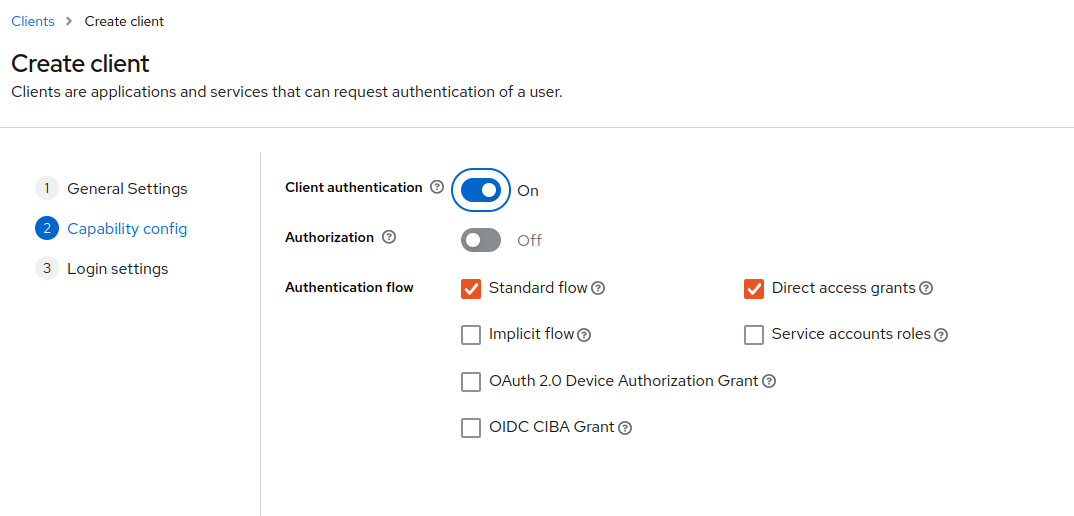 Clients > Create client
Create client
Clients are applications and services that can request authentication of a user.
1 General Settings
2 Capability config
3 Login settings
Client authentication ? On
Authorization ? Off
Authentication flow
Standard flow ? Direct access grants ?
Implicit flow ? Service accounts roles ?
OAuth 2.0 Device Authorization Grant ?
OIDC CIBA Grant ?